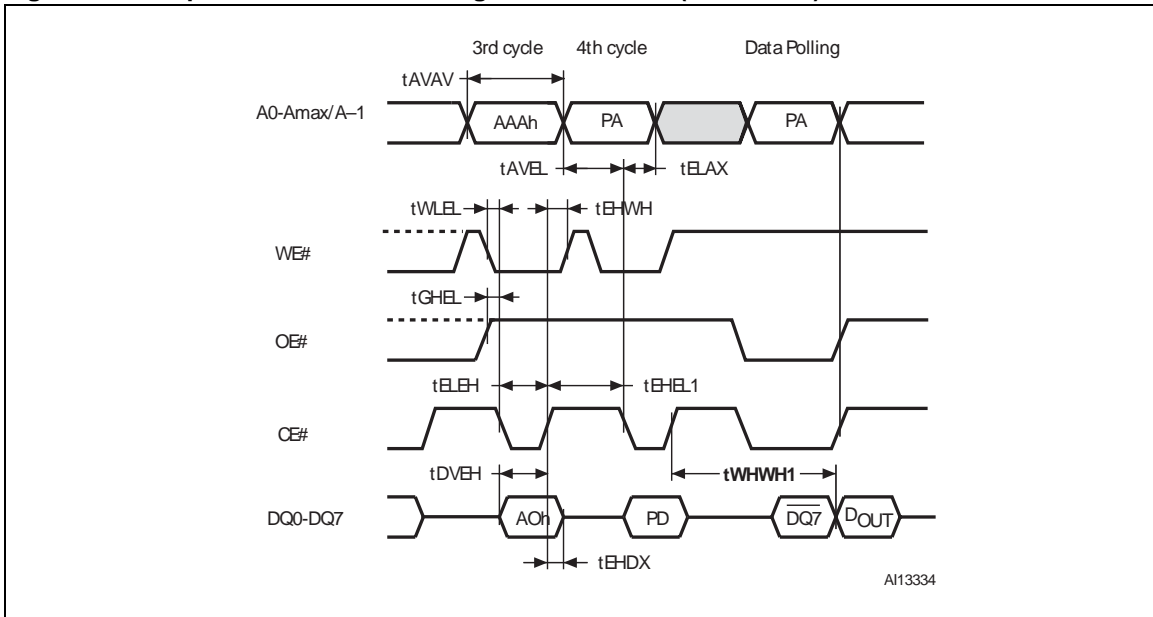 3rd cycle 4th cycle Data Polling
tAVAV
A0-Amax/A–1 AAAh PA PA
tAVEL tELAX
tWLEL tEHWH
WE#
tGHEL
OE#
tELEH tEHEL1
CE#
tDVEH tWHWH1
DQ0-DQ7 AOh PD DQ7 DOUT
tEHDX
AI13334